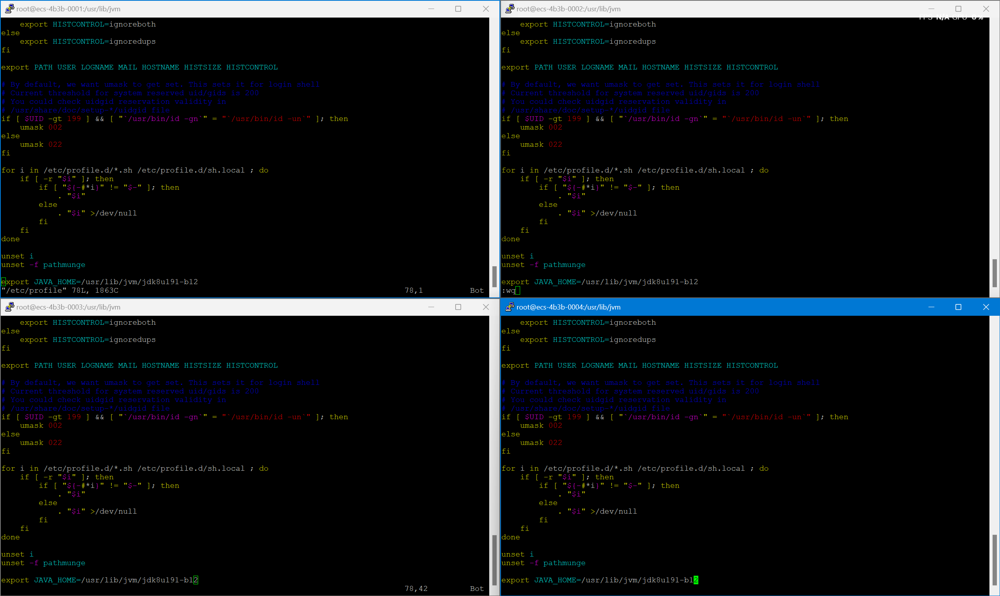 root@ecs-4b3b-0001:/usr/lib/jvm
    export HISTCONTROL=ignoreboth
else
    export HISTCONTROL=ignoredups
fi
export PATH USER LOGNAME MAIL HOSTNAME HISTSIZE HISTCONTROL
# By default, we want umask to get set. This sets it for login shell
# Current threshold for system reserved uid/gids is 200
# You could check uidgid reservation validity in
# /usr/share/doc/setup-*/uidgid file
if [ $UID -gt 199 ] && [ "`/usr/bin/id -gn`" = "`/usr/bin/id -un`" ]; then
    umask 002
else
    umask 022
fi
for i in /etc/profile.d/*.sh /etc/profile.d/sh.local ; do
    if [ -r "$i" ]; then
        if [ "${-#*i}" != "$-" ]; then
            . "$i"
        else
            . "$i" >/dev/null
        fi
    fi
done
unset i
unset -f pathmunge
export JAVA_HOME=/usr/lib/jvm/jdk8u191-b12
"/etc/profile" 78L, 1863C 78,1 Bot
root@ecs-4b3b-0002:/usr/lib/jvm
FPS N/A GPU 0%
    export HISTCONTROL=ignoreboth
else
    export HISTCONTROL=ignoredups
fi
export PATH USER LOGNAME MAIL HOSTNAME HISTSIZE HISTCONTROL
# By default, we want umask to get set. This sets it for login shell
# Current threshold for system reserved uid/gids is 200
# You could check uidgid reservation validity in
# /usr/share/doc/setup-*/uidgid file
if [ $UID -gt 199 ] && [ "`/usr/bin/id -gn`" = "`/usr/bin/id -un`" ]; then
    umask 002
else
    umask 022
fi
for i in /etc/profile.d/*.sh /etc/profile.d/sh.local ; do
    if [ -r "$i" ]; then
        if [ "${-#*i}" != "$-" ]; then
            . "$i"
        else
            . "$i" >/dev/null
        fi
    fi
done
unset i
unset -f pathmunge
export JAVA_HOME=/usr/lib/jvm/jdk8u191-b12
:wq
root@ecs-4b3b-0003:/usr/lib/jvm
    export HISTCONTROL=ignoreboth
else
    export HISTCONTROL=ignoredups
fi
export PATH USER LOGNAME MAIL HOSTNAME HISTSIZE HISTCONTROL
# By default, we want umask to get set. This sets it for login shell
# Current threshold for system reserved uid/gids is 200
# You could check uidgid reservation validity in
# /usr/share/doc/setup-*/uidgid file
if [ $UID -gt 199 ] && [ "`/usr/bin/id -gn`" = "`/usr/bin/id -un`" ]; then
    umask 002
else
    umask 022
fi
for i in /etc/profile.d/*.sh /etc/profile.d/sh.local ; do
    if [ -r "$i" ]; then
        if [ "${-#*i}" != "$-" ]; then
            . "$i"
        else
            . "$i" >/dev/null
        fi
    fi
done
unset i
unset -f pathmunge
export JAVA_HOME=/usr/lib/jvm/jdk8u191-b12
78,42 Bot
root@ecs-4b3b-0004:/usr/lib/jvm
    export HISTCONTROL=ignoreboth
else
    export HISTCONTROL=ignoredups
fi
export PATH USER LOGNAME MAIL HOSTNAME HISTSIZE HISTCONTROL
# By default, we want umask to get set. This sets it for login shell
# Current threshold for system reserved uid/gids is 200
# You could check uidgid reservation validity in
# /usr/share/doc/setup-*/uidgid file
if [ $UID -gt 199 ] && [ "`/usr/bin/id -gn`" = "`/usr/bin/id -un`" ]; then
    umask 002
else
    umask 022
fi
for i in /etc/profile.d/*.sh /etc/profile.d/sh.local ; do
    if [ -r "$i" ]; then
        if [ "${-#*i}" != "$-" ]; then
            . "$i"
        else
            . "$i" >/dev/null
        fi
    fi
done
unset i
unset -f pathmunge
export JAVA_HOME=/usr/lib/jvm/jdk8u191-b12